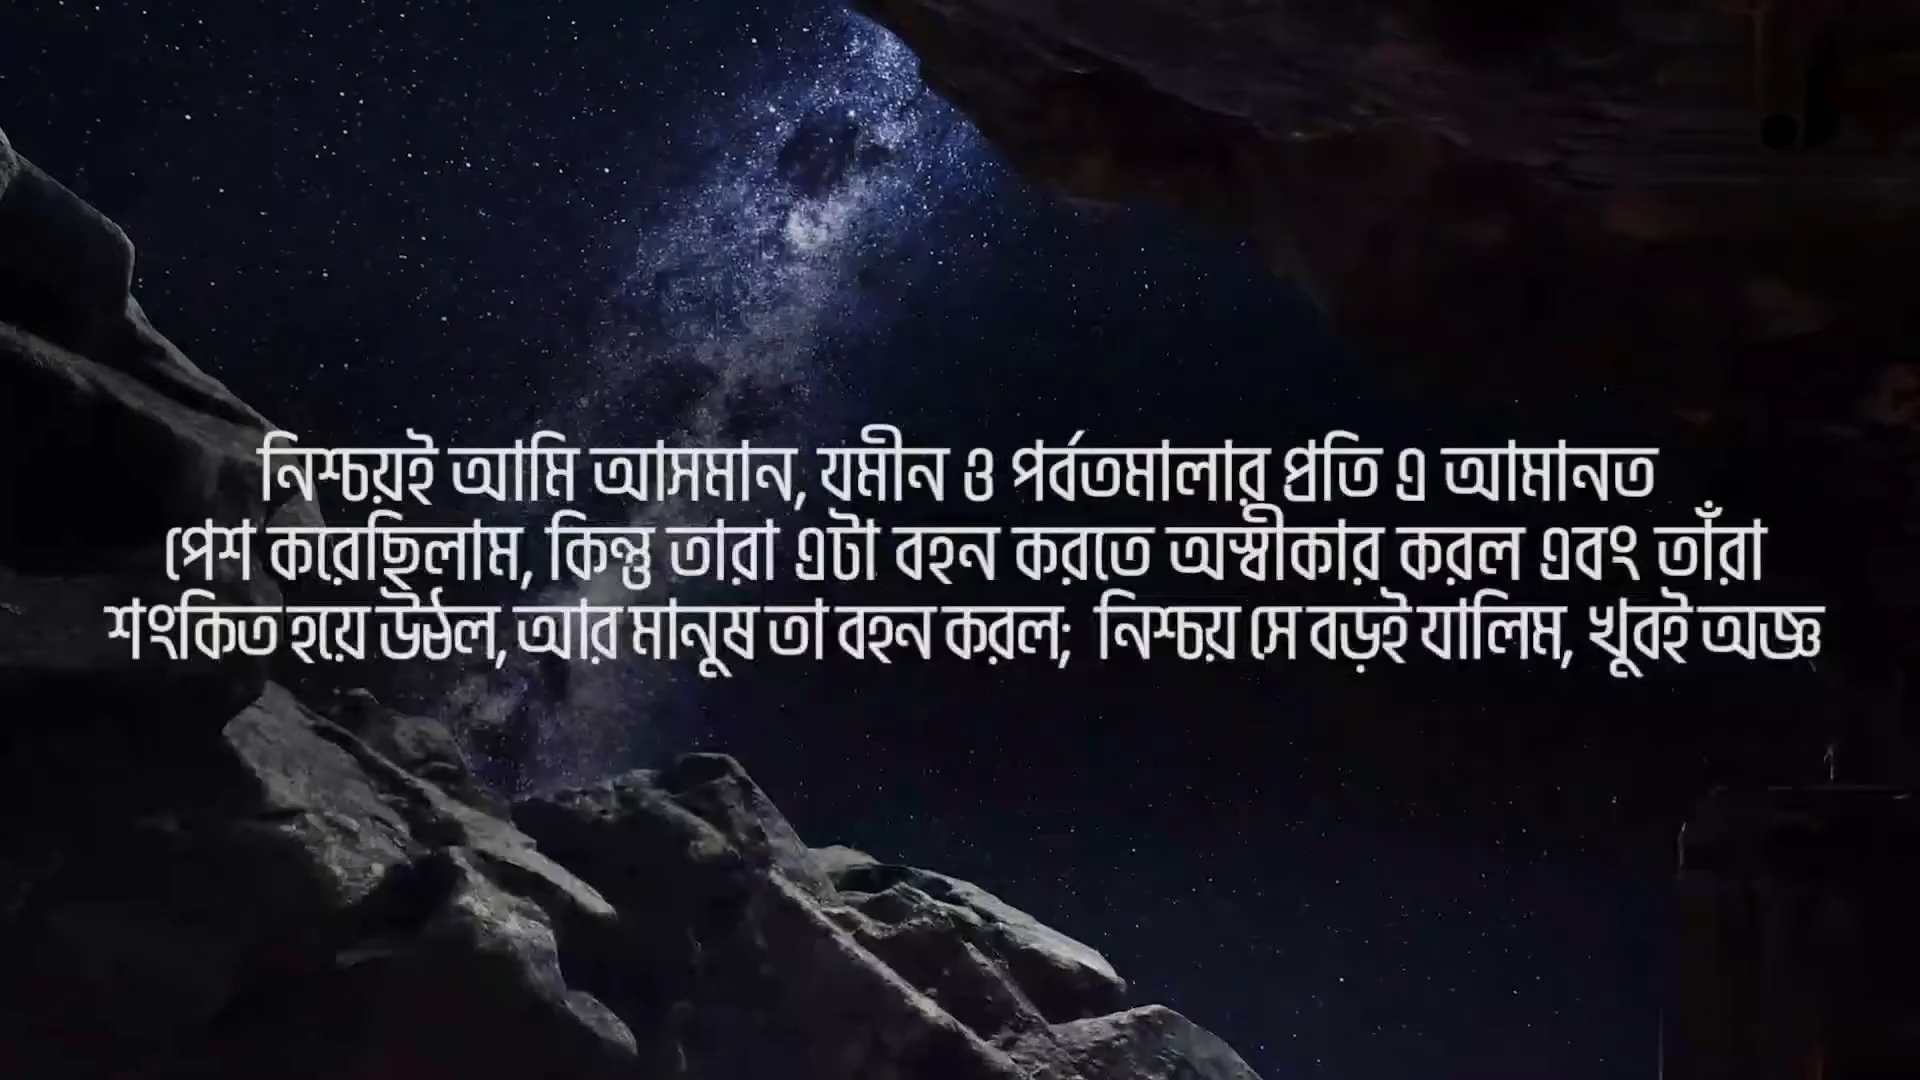 নিশ্চয়ই আমি আসমান, যমীন ও পর্বতমালার প্রতি এ আমানত
পেশ করেছিলাম, কিন্তু তারা এটা বহন করতে অস্বীকার করল এবং তাঁরা
শংকিত হয়ে উঠল, আর মানুষ তা বহন করল; নিশ্চয় সে বড়ই যালিম, খুবই অজ্ঞ